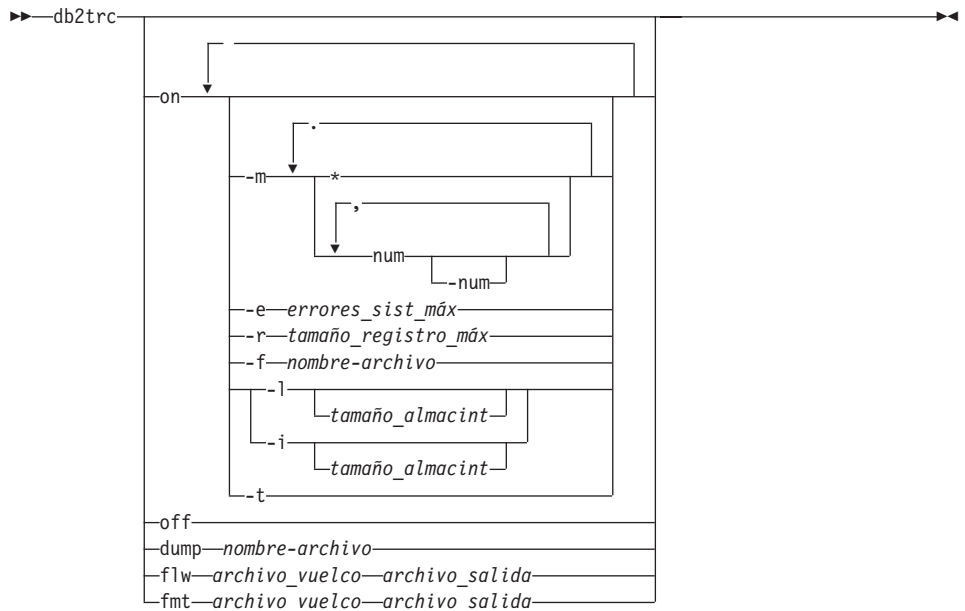 db2trc
on
.
-m *
,
num
-num
-e errores_sist_máx
-r tamaño_registro_máx
-f nombre-archivo
-l
tamaño_almacint
-i
tamaño_almacint
-t
off
dump nombre-archivo
flw archivo_vuelco archivo_salida
fmt archivo_vuelco archivo_salida